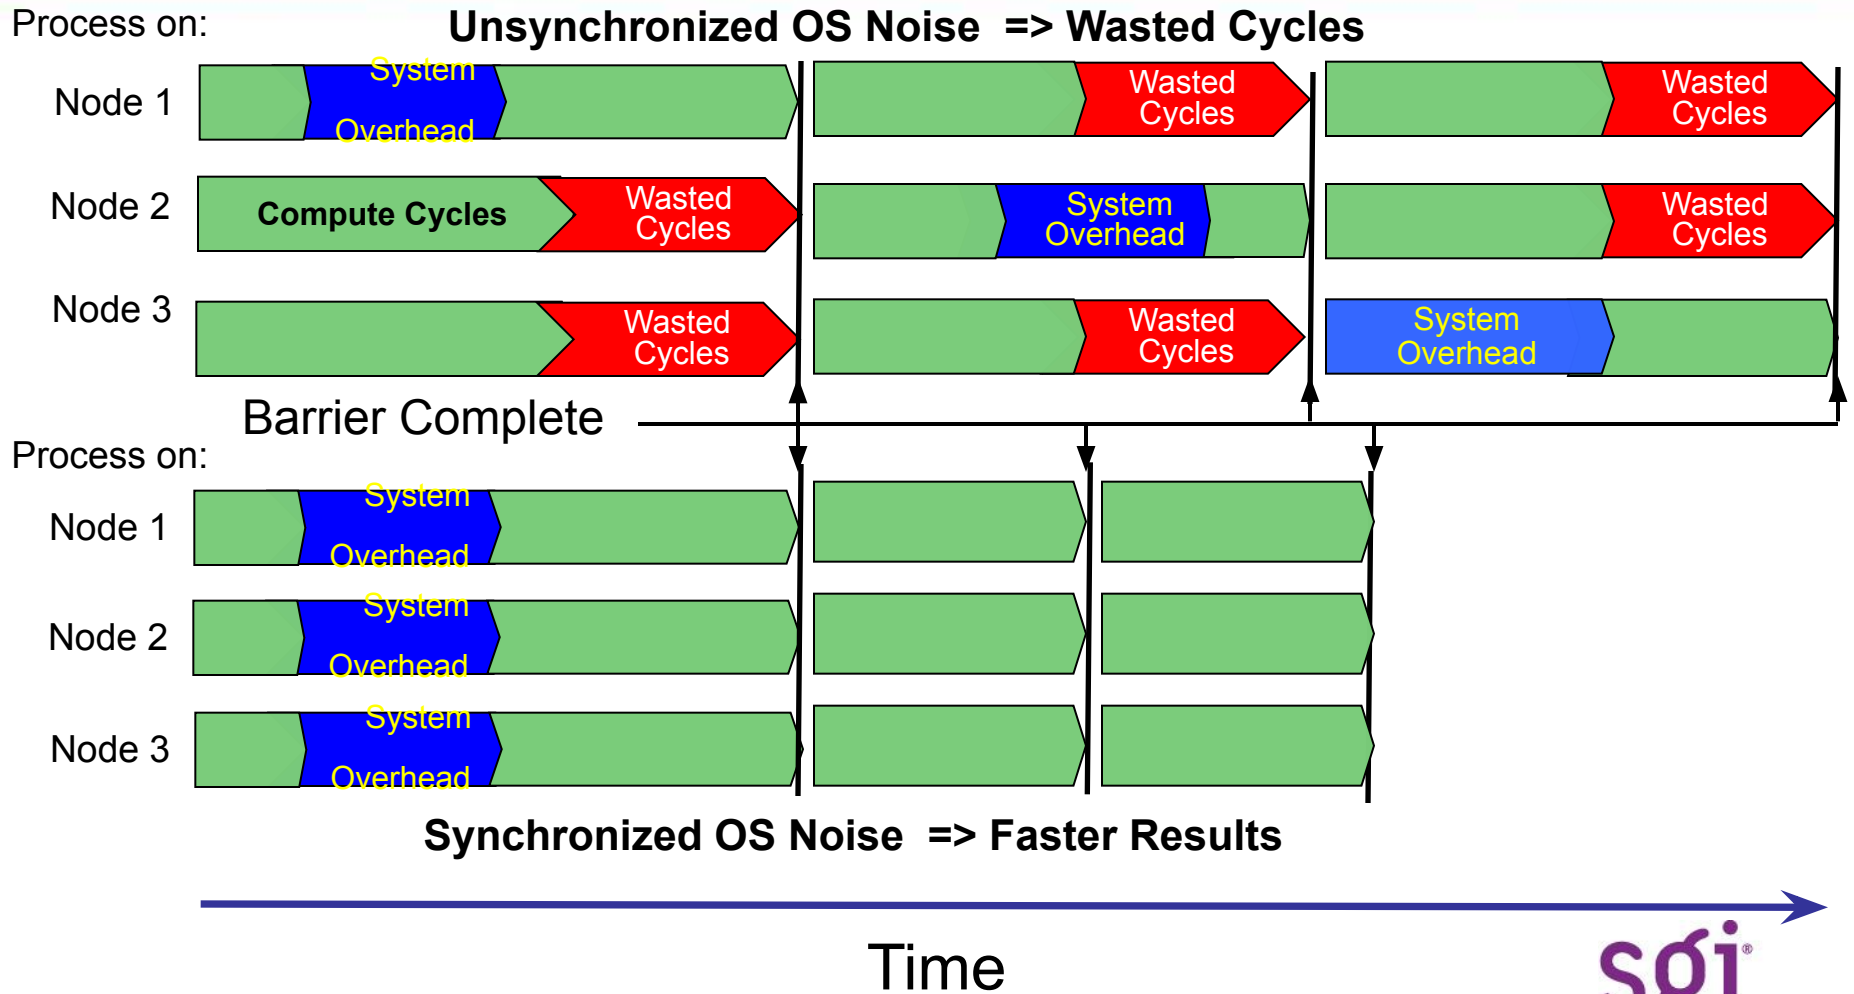 Process on:
Unsynchronized OS Noise => Wasted Cycles
Node 1
System
Overhead
Wasted
Cycles
Wasted
Cycles
Node 2
Compute Cycles
Wasted
Cycles
System
Overhead
Wasted
Cycles
Node 3
Wasted
Cycles
Wasted
Cycles
System
Overhead
Barrier Complete
Process on:
Node 1
System
Overhead
Node 2
System
Overhead
Node 3
System
Overhead
Synchronized OS Noise => Faster Results
Time
sgi®